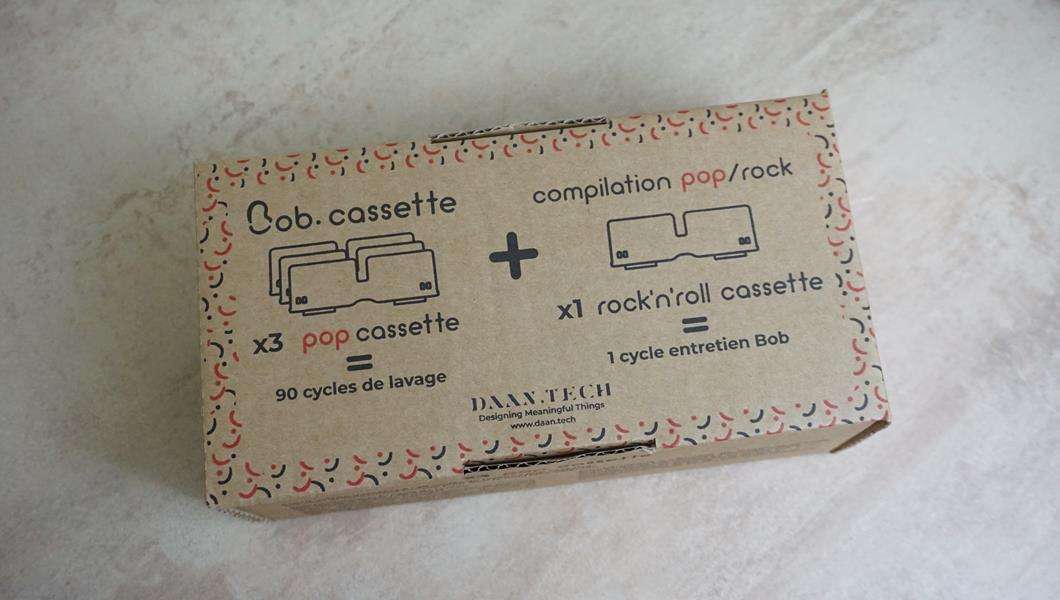 Bob. cassette
x3 pop cassette
=
90 cycles de lavage
+
compilation pop/rock
x1 rock'n'roll cassette
=
1 cycle entretien Bob
DAAN.TECH
Designing Meaningful Things
www.daan.tech